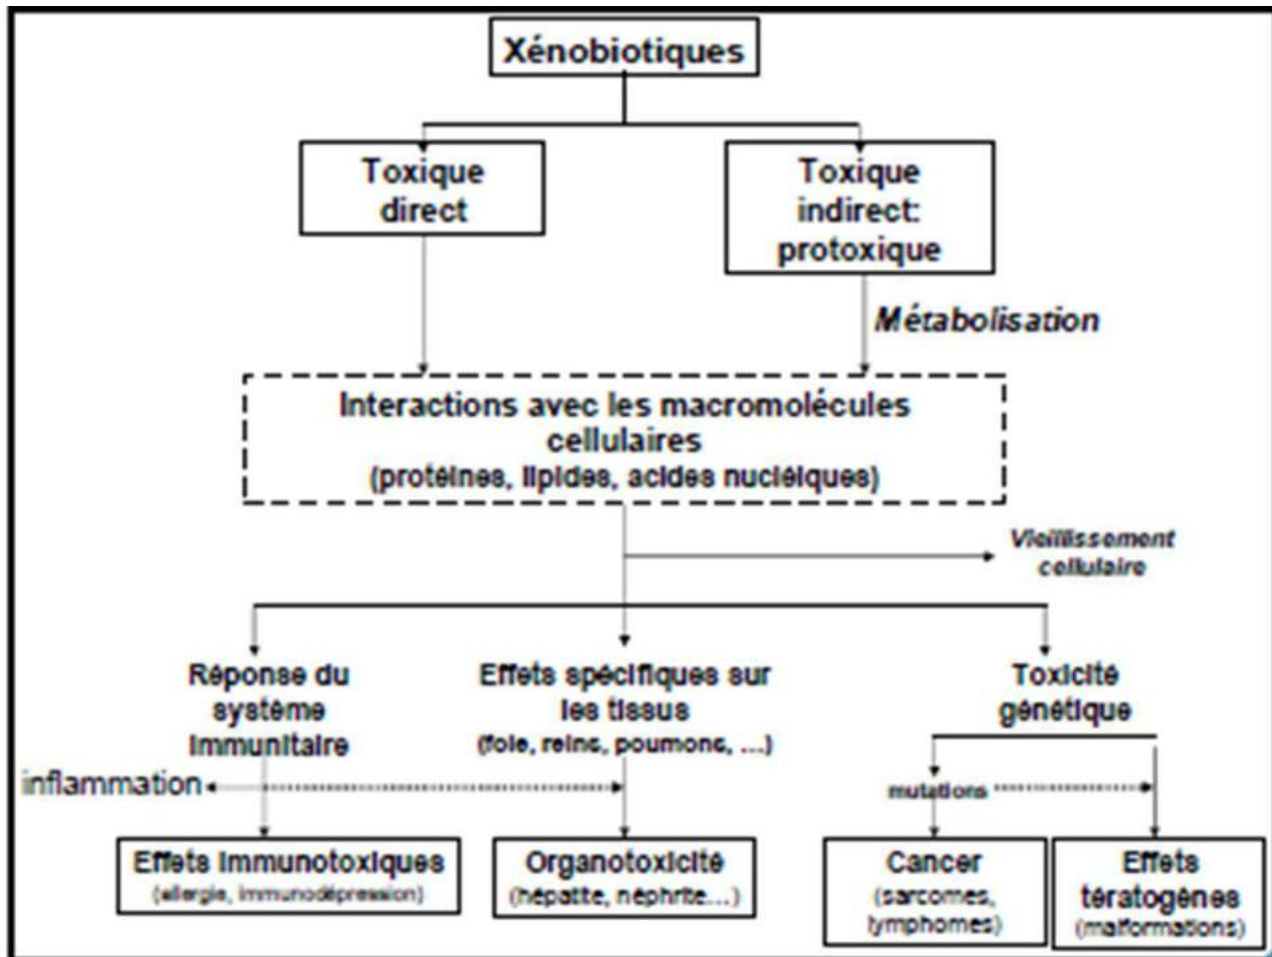 Xénobiotiques
Toxique
direct
Toxique
indirect:
protoxique
Métabolisation
Interactions avec les macromolécules
cellulaires
(protéines, lipides, acides nucléiques)
Vieillissement
cellulaire
Réponse du
système
immunitaire
Effets spécifiques sur
les tissus
(foie, reins, poumons, ...)
Toxicité
génétique
inflammation
mutations
Effets immunotoxiques
(allergie, immunodépression)
Organotoxicité
(hépatite, néphrite...)
Cancer
(sarcomes,
lymphomes)
Effets
tératogènes
(malformations)